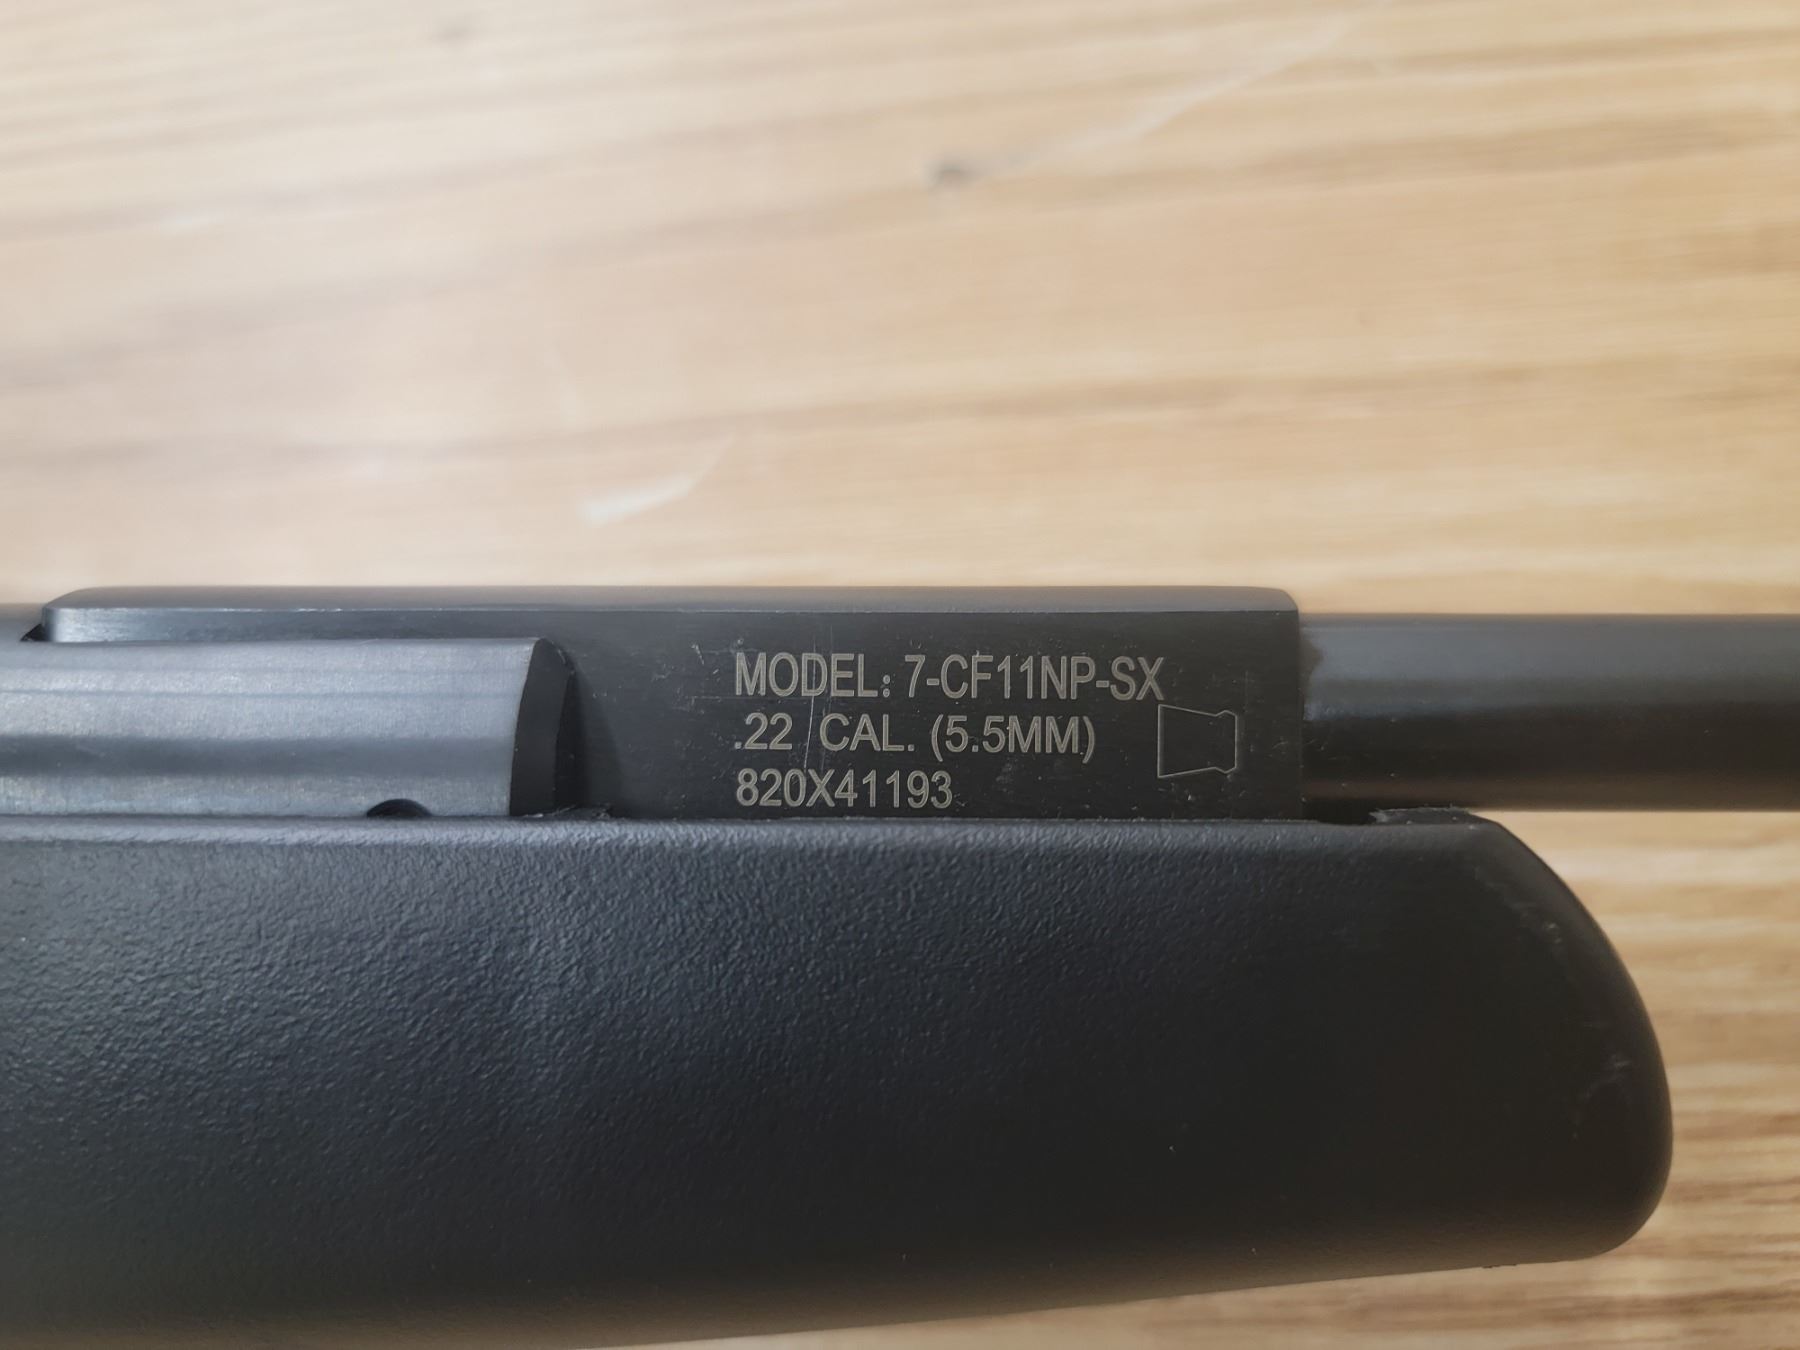 MODEL: 7-CF11NP-SX
.22 CAL. (5.5MM)
820X41193